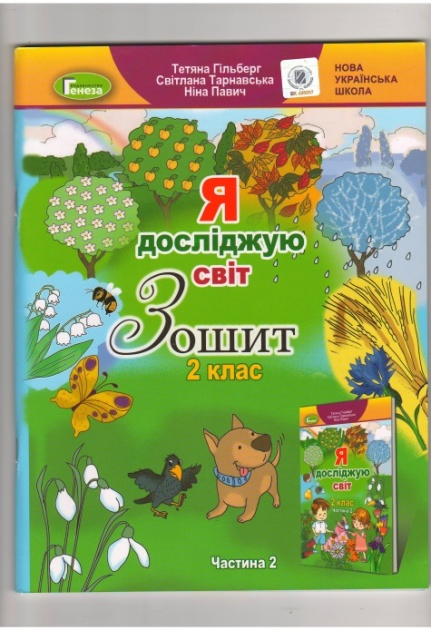 Тетяна Гільберг
Світлана Тарнавська
Ніна Павич
НОВА
УКРАЇНСЬКА
ШКОЛА
Генеза
Я
досліджую
світ
Зошит
2 клас
Я
досліджую
світ
2 клас
Частина 2